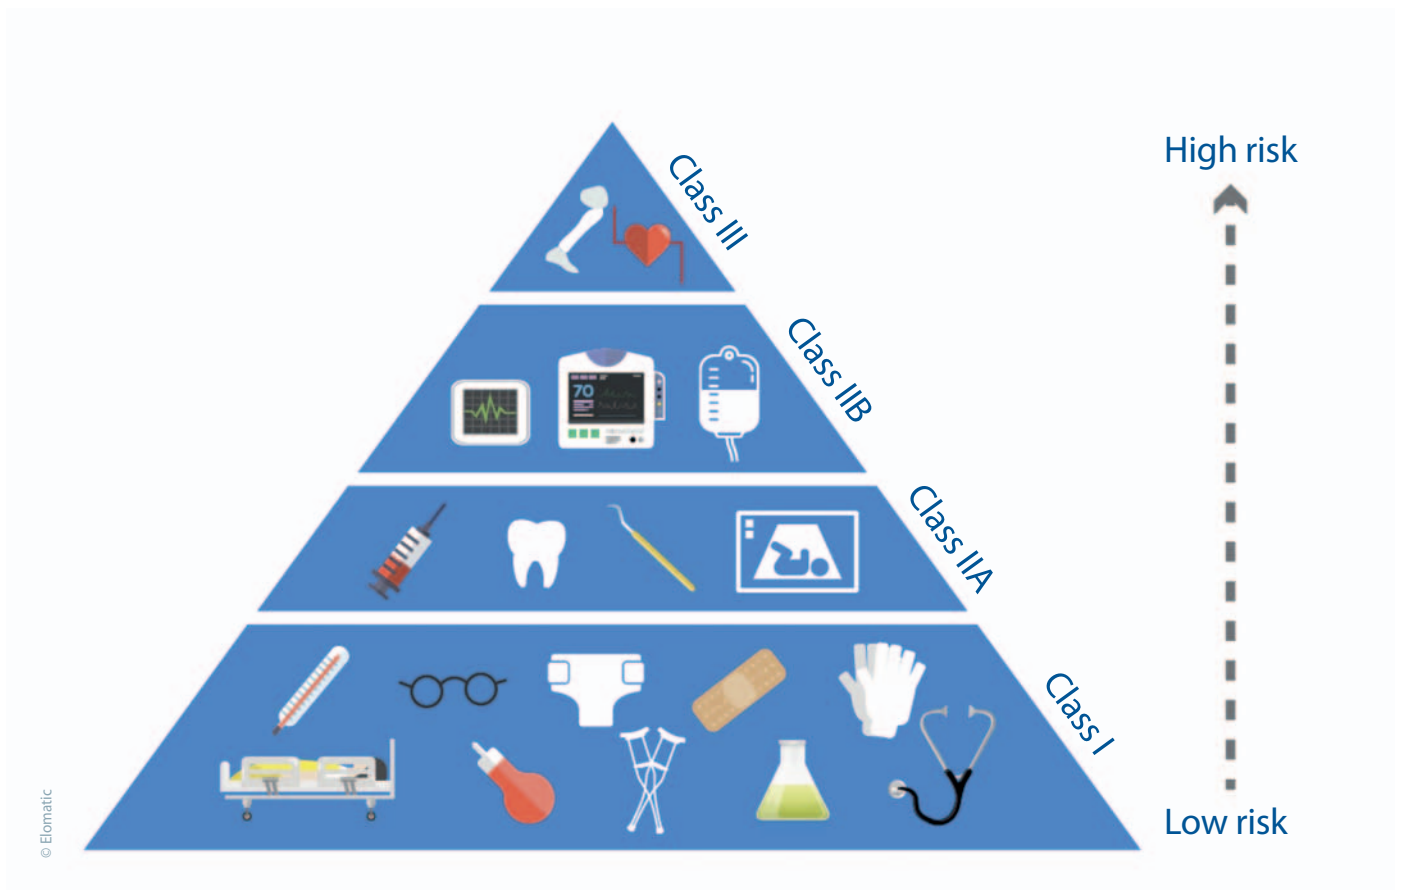 High risk
Class III
Class IIB
70
Class IIA
Class I
Low risk
© Elomatic